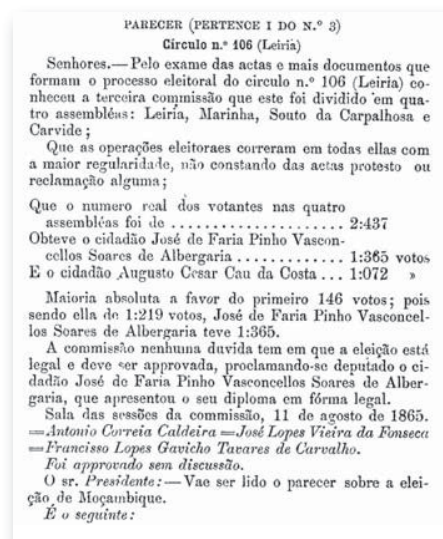 PARECER (PERTENCE I DO N.º 3)
Circulo n.º 106 (Leiria)
Senhores.—Pelo exame das actas e mais documentos que
formam o processo eleitoral do circulo n.º 106 (Leiria) co-
nheceu a terceira commissão que este foi dividido em qua-
tro assembléas: Leiria, Marinha, Souto da Carpalhosa e
Carvide;
Que as operações eleitoraes correram em todas ellas com
a maior regularidade, não constando das actas protesto ou
reclamação alguma;
Que o numero real dos votantes nas quatro
assembléas foi de ..................... 2:437
Obteve o cidadão José de Faria Pinho Vascon-
cellos Soares de Albergaria ............. 1:365 votos
E o cidadão Augusto Cesar Cau da Costa ... 1:072 »
Maioria absoluta a favor do primeiro 146 votos; pois
sendo ella de 1:219 votos, José de Faria Pinho Vasconcel-
los Soares de Albergaria teve 1:365.
A commissão nenhuma duvida tem em que a eleição está
legal e deve ser approvada, proclamando-se deputado o ci-
dadão José de Faria Pinho Vasconcellos Soares de Alber-
garia, que apresentou o seu diploma em fórma legal.
Sala das sessões da commissão, 11 de agosto de 1865.
=Antonio Correia Caldeira=José Lopes Vieira da Fonseca
=Francisco Lopes Gavicho Tavares de Carvalho.
Foi approvado sem discussão.
O sr. Presidente:—Vae ser lido o parecer sobre a elei-
ção de Moçambique.
É o seguinte: